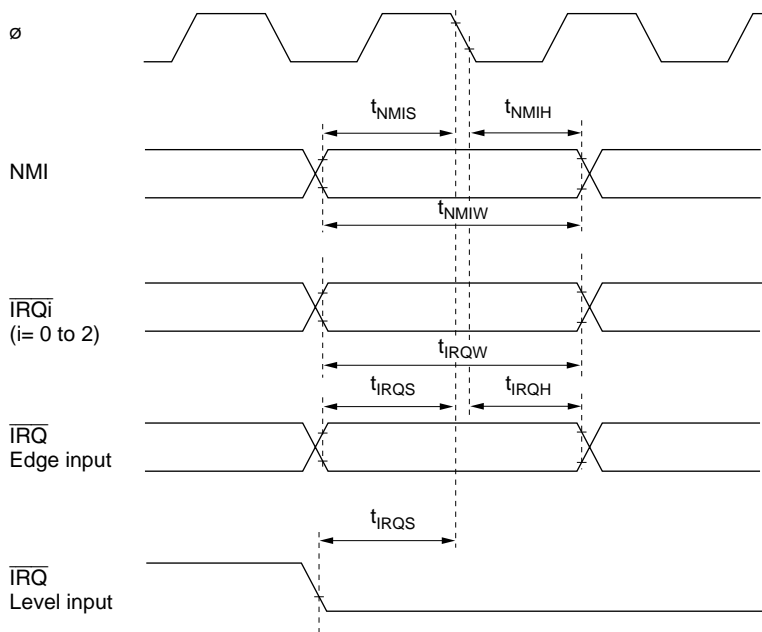 ø
tNMIS
tNMIH
NMI
tNMIW
IRQi
(i= 0 to 2)
tIRQW
tIRQS
tIRQH
IRQ
Edge input
tIRQS
IRQ
Level input